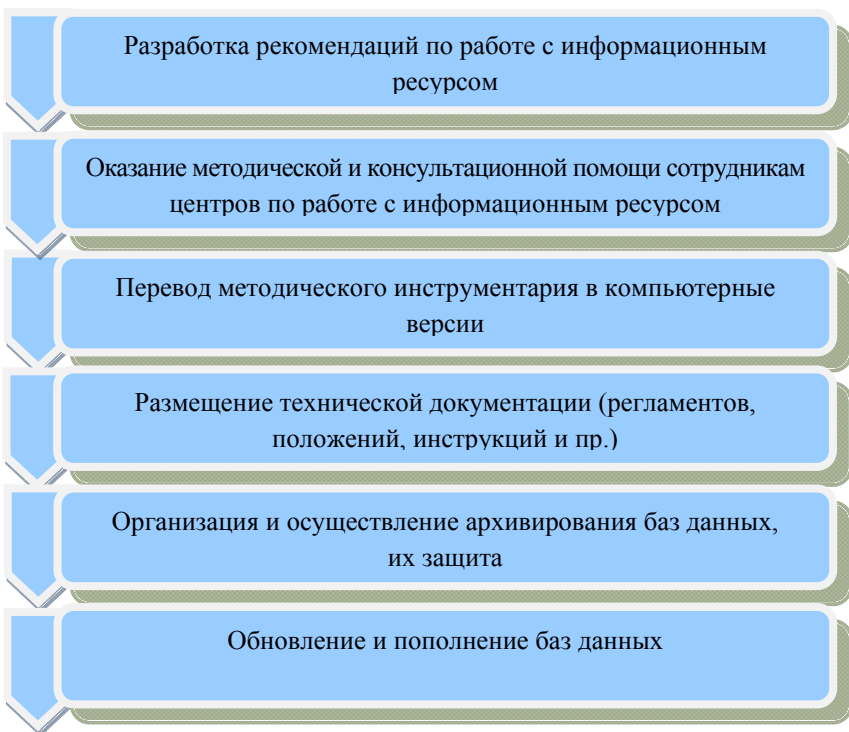 Разработка рекомендаций по работе с информационным
ресурсом
Оказание методической и консультационной помощи сотрудникам
центров по работе с информационным ресурсом
Перевод методического инструментария в компьютерные
версии
Размещение технической документации (регламентов,
положений, инструкций и пр.)
Организация и осуществление архивирования баз данных,
их защита
Обновление и пополнение баз данных